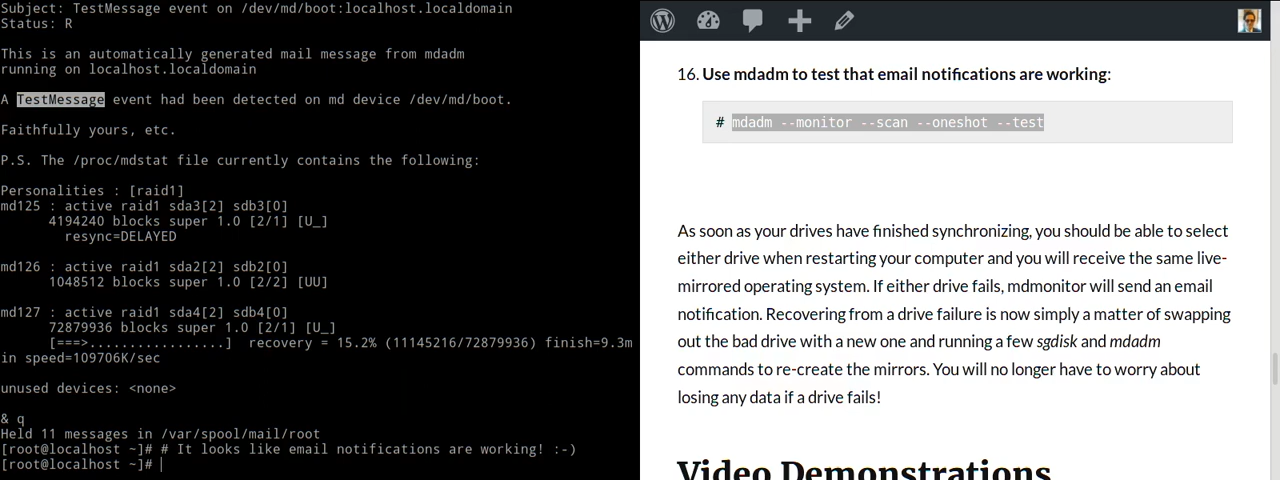 Subject: TestMessage event on /dev/md/boot:localhost.localdomain
Status: R
This is an automatically generated mail message from mdadm
running on localhost.localdomain
A TestMessage event had been detected on md device /dev/md/boot.
Faithfully yours, etc.
P.S. The /proc/mdstat file currently contains the following:
Personalities : [raid1]
md125 : active raid1 sda3[2] sdb3[0]
4194240 blocks super 1.0 [2/1] [U_]
resync=DELAYED
md126 : active raid1 sda2[2] sdb2[0]
1048512 blocks super 1.0 [2/2] [UU]
md127 : active raid1 sda4[2] sdb4[0]
72879936 blocks super 1.0 [2/1] [U_]
[===>.................]  recovery = 15.2% (11145216/72879936) finish=9.3m
in speed=109706K/sec
unused devices: <none>
& q
Held 11 messages in /var/spool/mail/root
[root@localhost ~]# # It looks like email notifications are working! :-)
[root@localhost ~]#
16. Use mdadm to test that email notifications are working:
# mdadm --monitor --scan --oneshot --test
As soon as your drives have finished synchronizing, you should be able to select
either drive when restarting your computer and you will receive the same live-
mirrored operating system. If either drive fails, mdmonitor will send an email
notification. Recovering from a drive failure is now simply a matter of swapping
out the bad drive with a new one and running a few sgdisk and mdadm
commands to re-create the mirrors. You will no longer have to worry about
losing any data if a drive fails!
Video Demonstrations